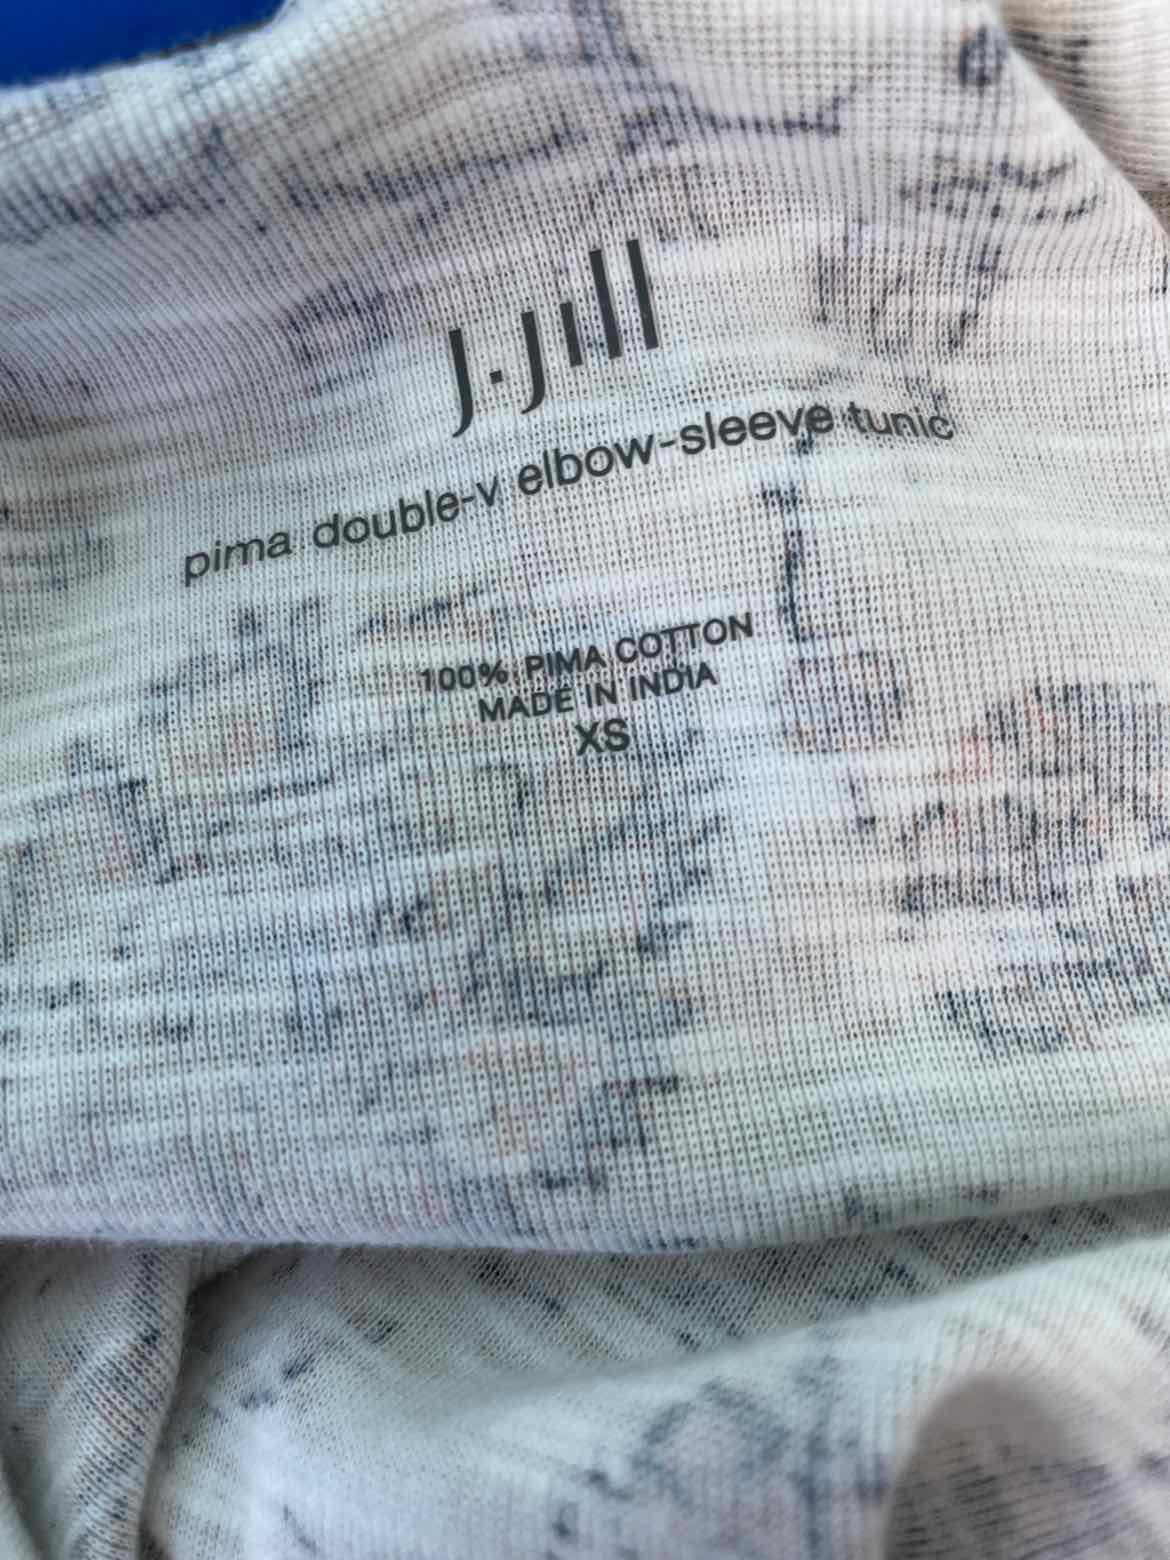 J.Jill
pima double-v elbow-sleeve tunic
100% PIMA COTTON
MADE IN INDIA
XS